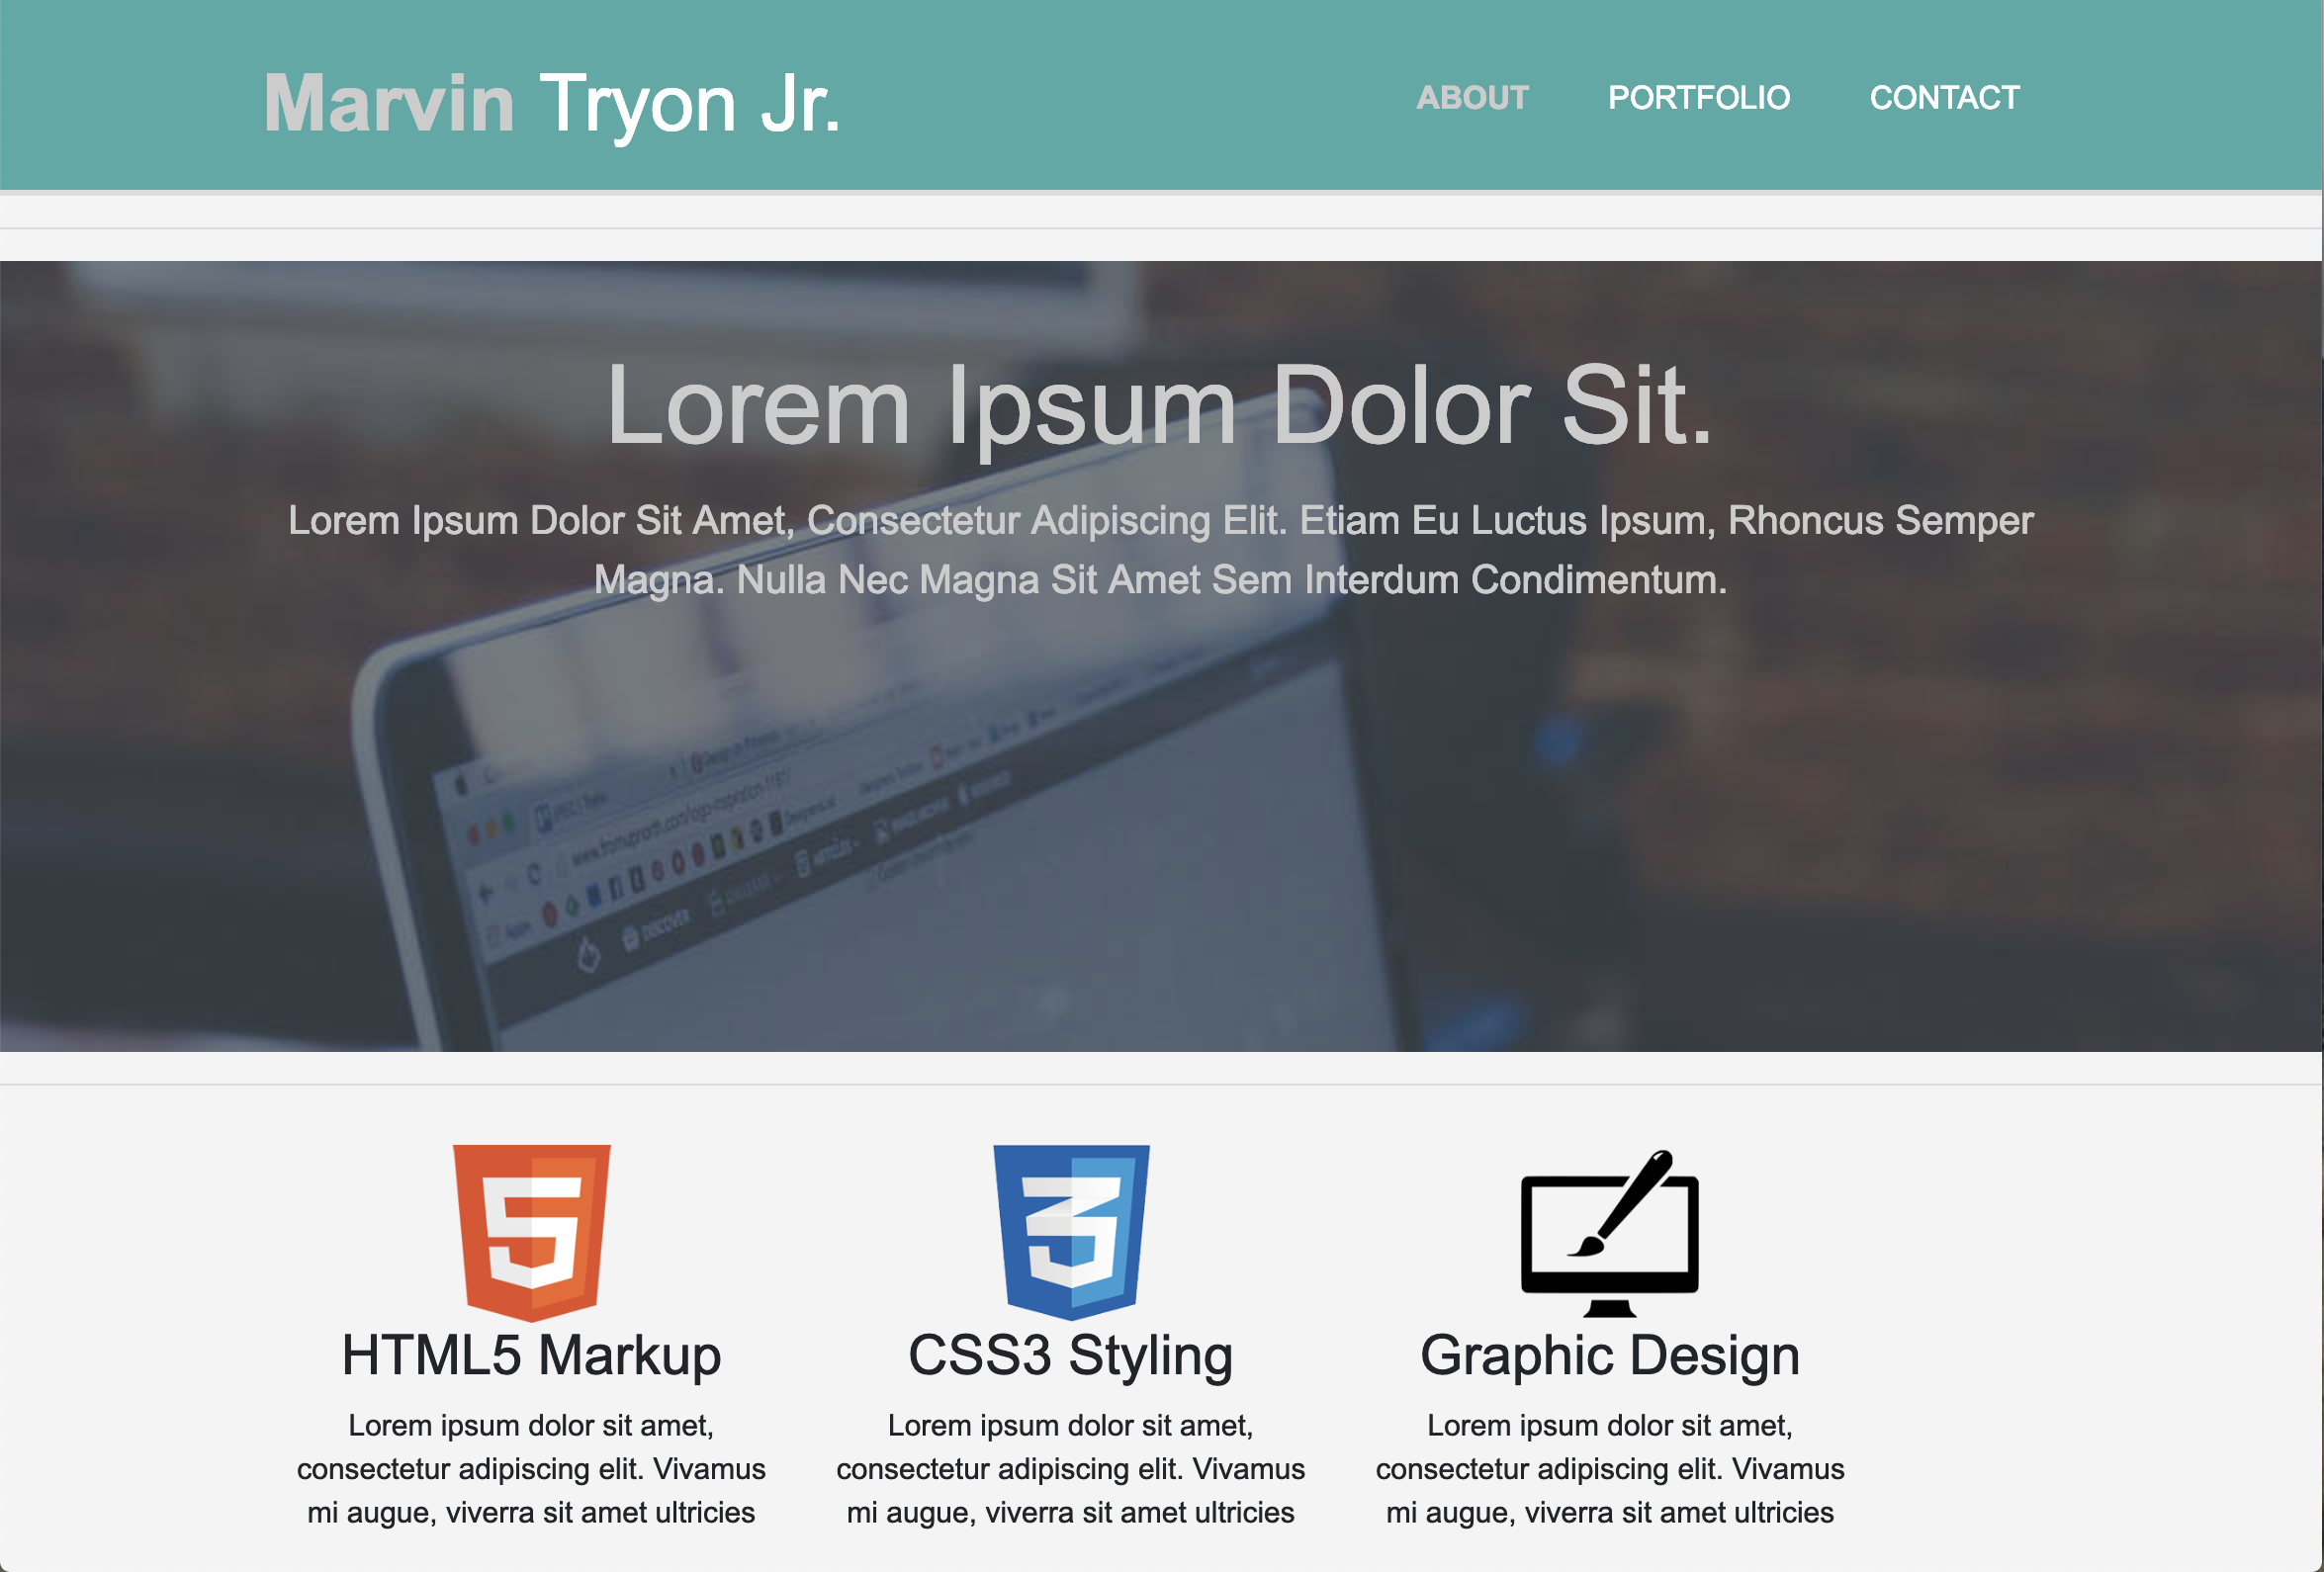 Marvin Tryon Jr.
ABOUT PORTFOLIO CONTACT
Lorem Ipsum Dolor Sit.
Lorem Ipsum Dolor Sit Amet, Consectetur Adipiscing Elit. Etiam Eu Luctus Ipsum, Rhoncus Semper
Magna. Nulla Nec Magna Sit Amet Sem Interdum Condimentum.
Apps
DISCOVER
ARTICLES
HTML5 Markup
Lorem ipsum dolor sit amet,
consectetur adipiscing elit. Vivamus
mi augue, viverra sit amet ultricies
CSS3 Styling
Lorem ipsum dolor sit amet,
consectetur adipiscing elit. Vivamus
mi augue, viverra sit amet ultricies
Graphic Design
Lorem ipsum dolor sit amet,
consectetur adipiscing elit. Vivamus
mi augue, viverra sit amet ultricies